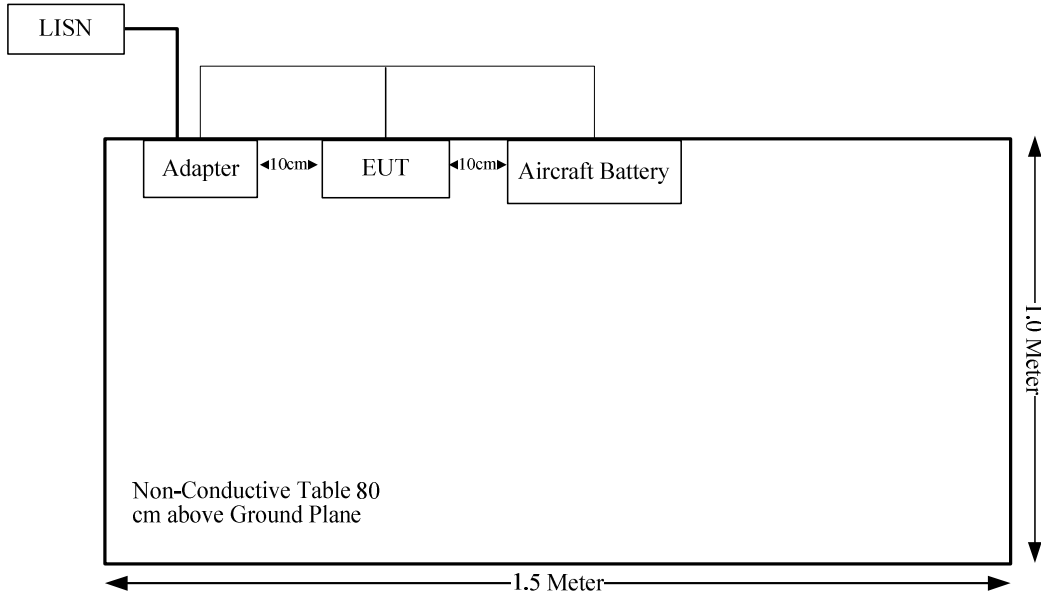 LISN
Adapter
10cm
EUT
10cm
Aircraft Battery
1.0 Meter
Non-Conductive Table 80
cm above Ground Plane
1.5 Meter